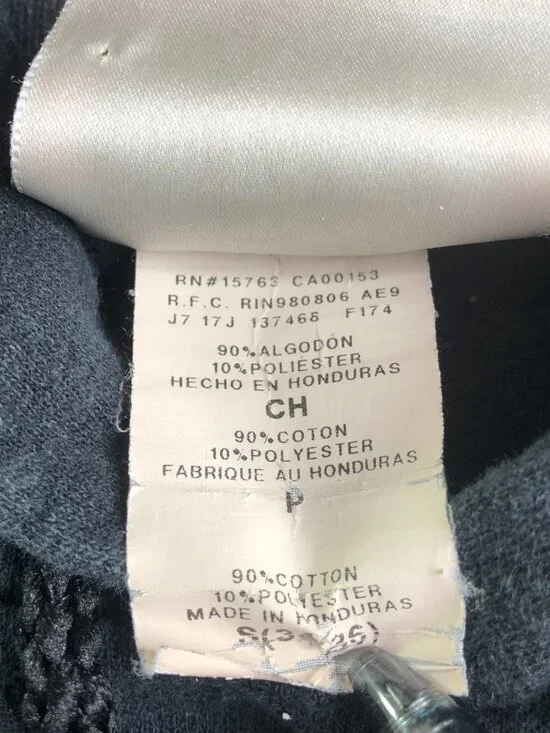 RN#15763 CA00153
R.F.C. RIN980806 AE9
J7 17J 137468 F174
90%ALGODÓN
10%POLIÉSTER
HECHO EN HONDURAS
CH
90%COTON
10%POLYESTER
FABRIQUE AU HONDURAS
P
90%COTTON
10%POLYESTER
MADE IN HONDURAS